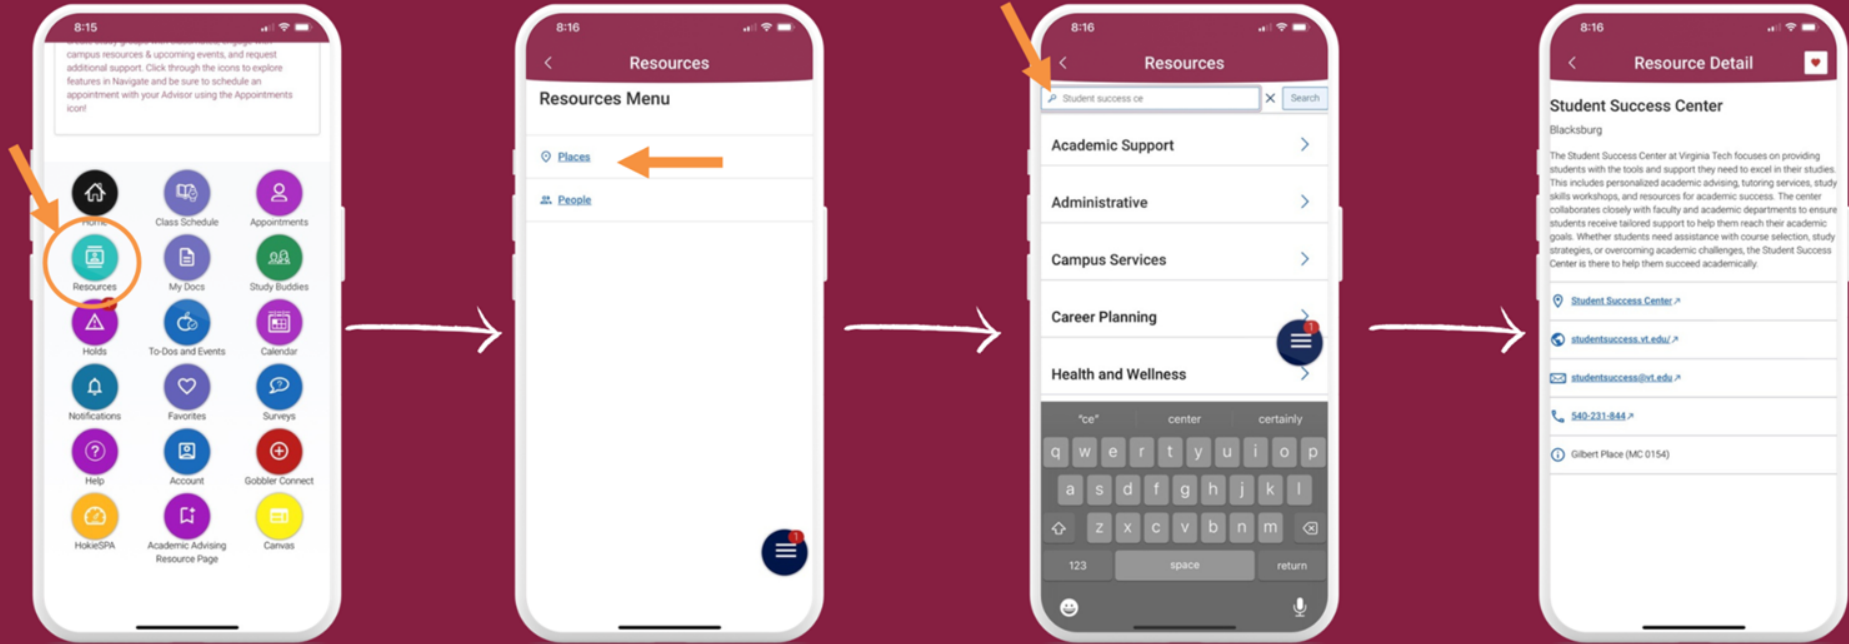 8:15
campus resources & upcoming events, and request
additional support. Click through the icons to explore
features in Navigate and be sure to schedule an
appointment with your Advisor using the Appointments
icon!
Home
Class Schedule
Appointments
Resources
My Docs
Study Buddies
Holds
To-Dos and Events
Calendar
Notifications
Favorites
Surveys
Help
Account
Gobbler Connect
HokieSPA
Academic Advising
Resource Page
Canvas
8:16
Resources
Resources Menu
Places
People
1
8:16
Resources
Student success ce
Search
Academic Support
Administrative
Campus Services
Career Planning
1
Health and Wellness
"ce"
center
certainly
q w e r t y u i o p
a s d f g h j k l
z x c v b n m
123
space
return
8:16
Resource Detail
Student Success Center
Blacksburg
The Student Success Center at Virginia Tech focuses on providing
students with the tools and support they need to excel in their studies.
This includes personalized academic advising, tutoring services, study
skills workshops, and resources for academic success. The center
collaborates closely with faculty and academic departments to ensure
students receive tailored support to help them reach their academic
goals. Whether students need assistance with course selection, study
strategies, or overcoming academic challenges, the Student Success
Center is there to help them succeed academically.
Student Success Center
studentsuccess.vt.edu/
studentsuccess@vt.edu
540-231-844
Gilbert Place (MC 0154)